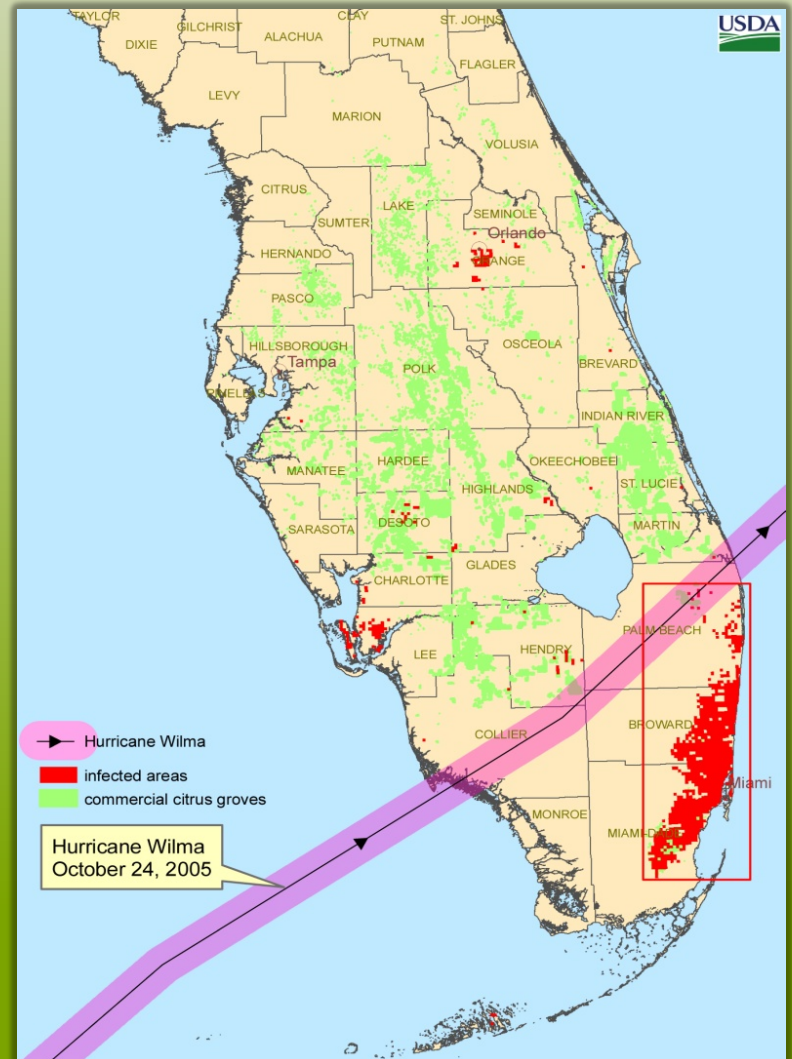 TAYLOR
GILCHRIST
CLAY
ST. JOHNS
USDA
DIXIE
ALACHUA
PUTNAM
FLAGLER
LEVY
MARION
VOLUSIA
CITRUS
LAKE
SUMTER
SEMINOLE
Orlando
HERNANDO
ORANGE
PASCO
HILLSBOROUGH
Tampa
OSCEOLA
POLK
BREVARD
PINELLAS
INDIAN RIVER
MANATEE
HARDEE
OKEECHOBEE
HIGHLANDS
ST. LUCIE
SARASOTA
DESOTO
MARTIN
CHARLOTTE
GLADES
PALM BEACH
LEE
HENDRY
BROWARD
COLLIER
Hurricane Wilma
infected areas
commercial citrus groves
Miami
MONROE
MIAMI-DADE
Hurricane Wilma
October 24, 2005